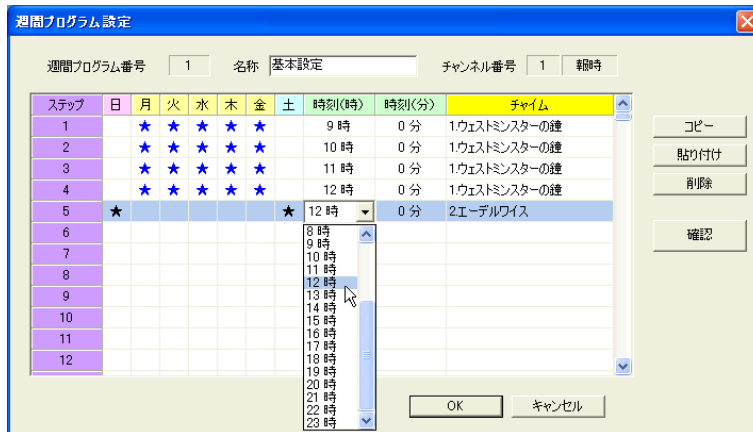 週間プログラム設定
週間プログラム番号 1 名称 基本設定 チャンネル番号 1 報時
ステップ 日 月 火 水 木 金 土 時刻(時) 時刻(分) チャイム
1 ★ ★ ★ ★ ★ 9 時 0 分 1.ウェストミンスターの鐘
2 ★ ★ ★ ★ ★ 10 時 0 分 1.ウェストミンスターの鐘
3 ★ ★ ★ ★ ★ 11 時 0 分 1.ウェストミンスターの鐘
4 ★ ★ ★ ★ ★ 12 時 0 分 1.ウェストミンスターの鐘
5 ★ ★ 12 時 0 分 2.エーデルワイス
6
7
8
9
10
11
12
8 時
9 時
10 時
11 時
12 時
13 時
14 時
15 時
16 時
17 時
18 時
19 時
20 時
21 時
22 時
23 時
コピー
貼り付け
削除
確認
OK キャンセル